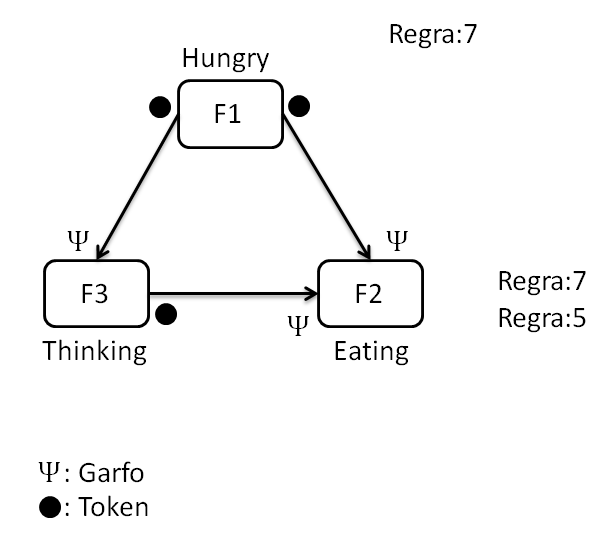 Regra:7
Hungry
F1
Ψ
Ψ
F3
F2
Regra:7
Regra:5
Ψ
Thinking
Eating
Ψ: Garfo
●: Token